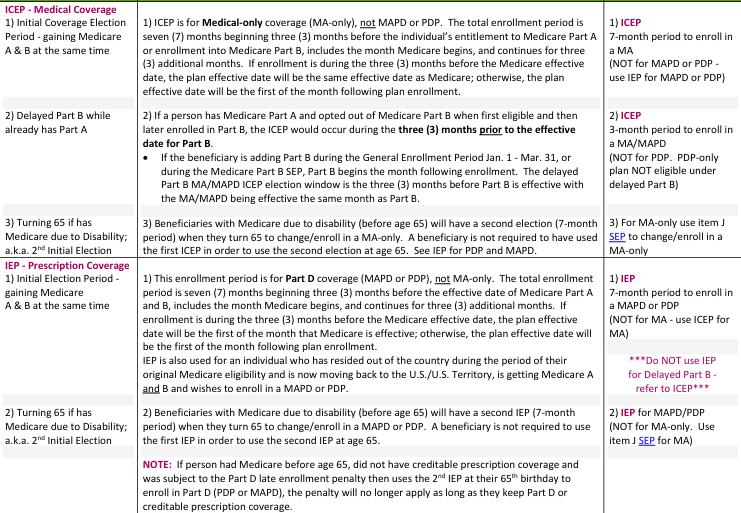 ICEP - Medical Coverage
1) Initial Coverage Election
Period - gaining Medicare
A & B at the same time
1) ICEP is for Medical-only coverage (MA-only), not MAPD or PDP.  The total enrollment period is
seven (7) months beginning three (3) months before the individual's entitlement to Medicare Part A
or enrollment into Medicare Part B, includes the month Medicare begins, and continues for three
(3) additional months.  If enrollment is during the three (3) months before the Medicare effective
date, the plan effective date will be the same effective date as Medicare; otherwise, the plan
effective date will be the first of the month following plan enrollment.
1) ICEP
7-month period to enroll in
a MA
(NOT for MAPD or PDP -
use IEP for MAPD or PDP)
2) Delayed Part B while
already has Part A
2) If a person has Medicare Part A and opted out of Medicare Part B when first eligible and then
later enrolled in Part B, the ICEP would occur during the three (3) months prior to the effective
date for Part B.
• If the beneficiary is adding Part B during the General Enrollment Period Jan. 1 - Mar. 31, or
during the Medicare Part B SEP, Part B begins the month following enrollment.  The delayed
Part B MA/MAPD ICEP election window is the three (3) months before Part B is effective with
the MA/MAPD being effective the same month as Part B.
2) ICEP
3-month period to enroll in
a MA/MAPD
(NOT for PDP.  PDP-only
plan NOT eligible under
delayed Part B)
3) Turning 65 if has
Medicare due to Disability;
a.k.a. 2nd Initial Election
3) Beneficiaries with Medicare due to disability (before age 65) will have a second election (7-month
period) when they turn 65 to change/enroll in a MA-only.  A beneficiary is not required to have used
the first ICEP in order to use the second election at age 65.  See IEP for PDP and MAPD.
3) For MA-only use item J
SEP to change/enroll in a
MA-only
IEP - Prescription Coverage
1) Initial Election Period -
gaining Medicare
A & B at the same time
1) This enrollment period is for Part D coverage (MAPD or PDP), not MA-only.  The total enrollment
period is seven (7) months beginning three (3) months before the effective date of Medicare Part A
and B, includes the month Medicare begins, and continues for three (3) additional months.  If
enrollment is during the three (3) months before the Medicare effective date, the plan effective
date will be the first of the month that Medicare is effective; otherwise, the plan effective date will
be the first of the month following plan enrollment.
IEP is also used for an individual who has resided out of the country during the period of their
original Medicare eligibility and is now moving back to the U.S./U.S. Territory, is getting Medicare A
and B and wishes to enroll in a MAPD or PDP.
1) IEP
7-month period to enroll in
a MAPD or PDP
(NOT for MA - use ICEP for
MA)
***Do NOT use IEP
for Delayed Part B -
refer to ICEP***
2) Turning 65 if has
Medicare due to Disability;
a.k.a. 2nd Initial Election
2) Beneficiaries with Medicare due to disability (before age 65) will have a second IEP (7-month
period) when they turn 65 to change/enroll in a MAPD or PDP.  A beneficiary is not required to use
the first IEP in order to use the second IEP at age 65.
NOTE:  If person had Medicare before age 65, did not have creditable prescription coverage and
was subject to the Part D late enrollment penalty then uses the 2nd IEP at their 65th birthday to
enroll in Part D (PDP or MAPD), the penalty will no longer apply as long as they keep Part D or
creditable prescription coverage.
2) IEP for MAPD/PDP
(NOT for MA-only.  Use
item J SEP for MA)